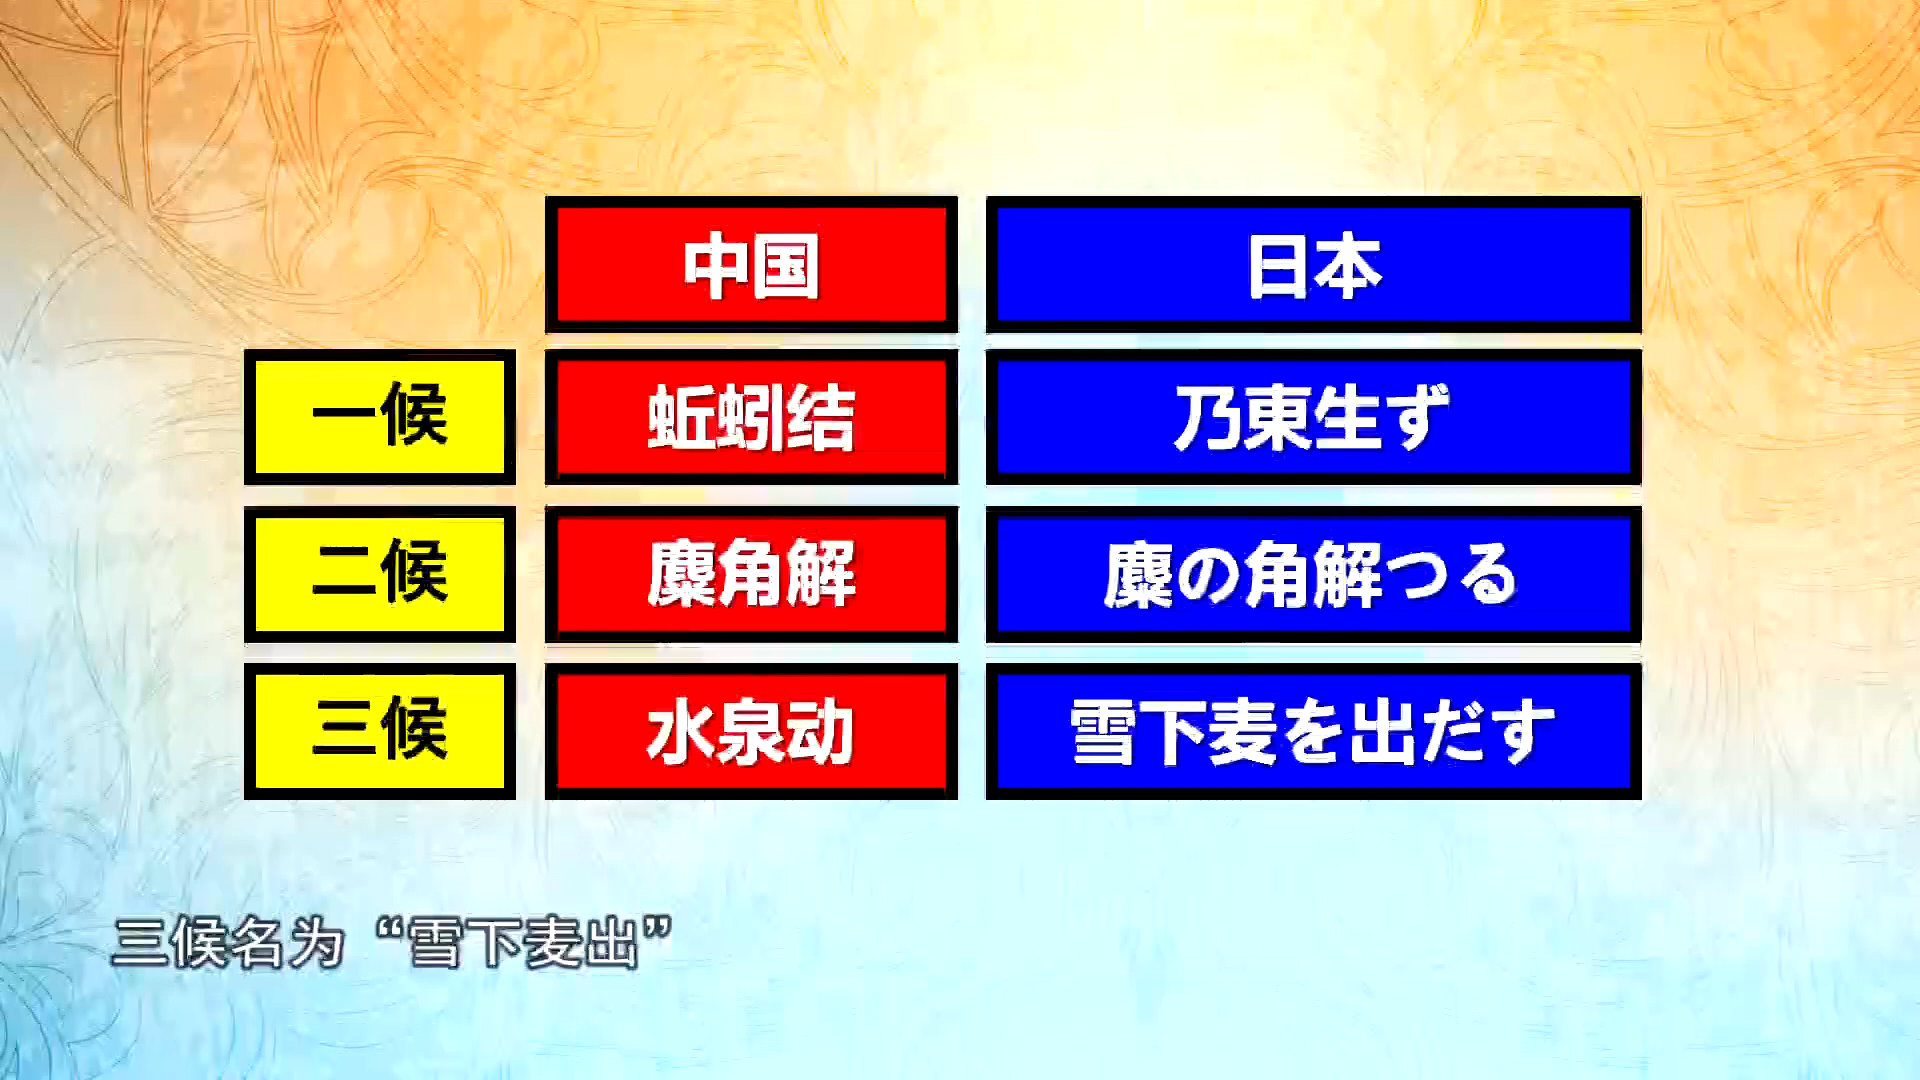 中国 日本
一候 蚯蚓结 乃東生ず
二候 麋角解 麋の角解つる
三候 水泉动 雪下麦を出だす
三候名为“雪下麦出”